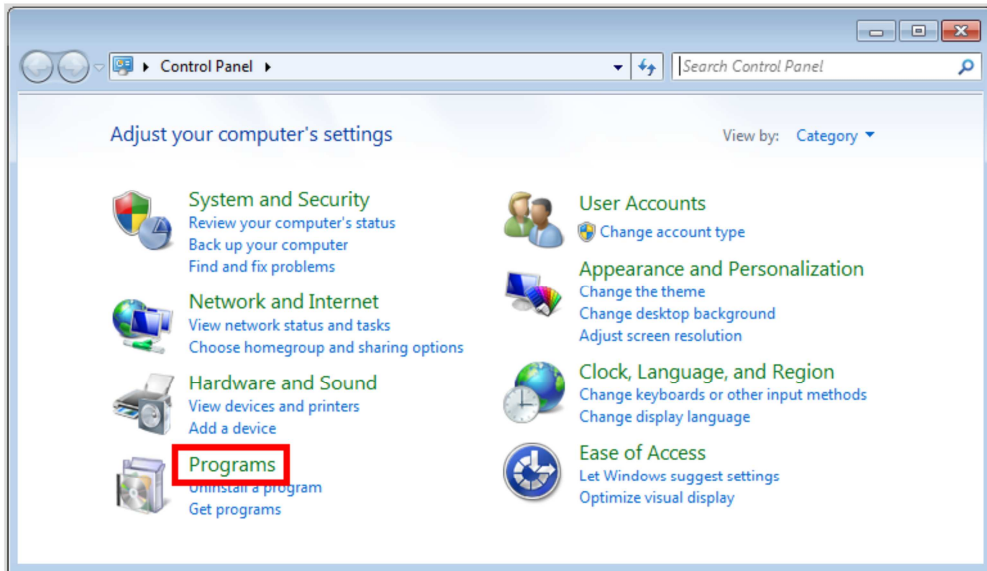 Control Panel
Search Control Panel
Adjust your computer's settings
View by: Category
System and Security
Review your computer's status
Back up your computer
Find and fix problems
Network and Internet
View network status and tasks
Choose homegroup and sharing options
Hardware and Sound
View devices and printers
Add a device
Programs
Uninstall a program
Get programs
User Accounts
Change account type
Appearance and Personalization
Change the theme
Change desktop background
Adjust screen resolution
Clock, Language, and Region
Change keyboards or other input methods
Change display language
Ease of Access
Let Windows suggest settings
Optimize visual display